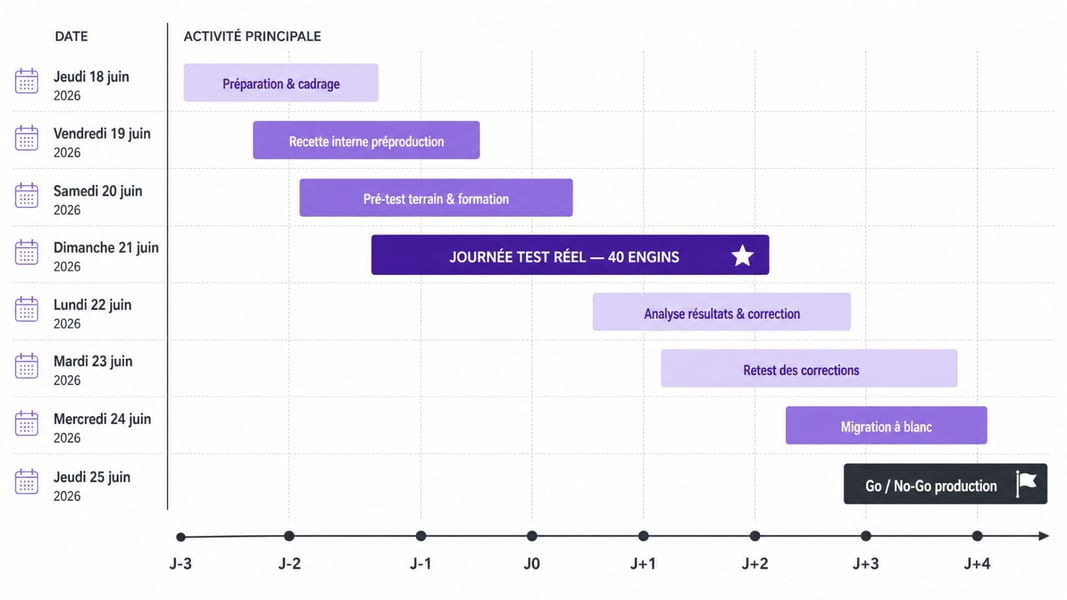 DATE
ACTIVITÉ PRINCIPALE
Jeudi 18 juin
2026
Préparation & cadrage
Vendredi 19 juin
2026
Recette interne préproduction
Samedi 20 juin
2026
Pré-test terrain & formation
Dimanche 21 juin
2026
JOURNÉE TEST RÉEL — 40 ENGINS
Lundi 22 juin
2026
Analyse résultats & correction
Mardi 23 juin
2026
Retest des corrections
Mercredi 24 juin
2026
Migration à blanc
Jeudi 25 juin
2026
Go / No-Go production
J-3
J-2
J-1
J0
J+1
J+2
J+3
J+4